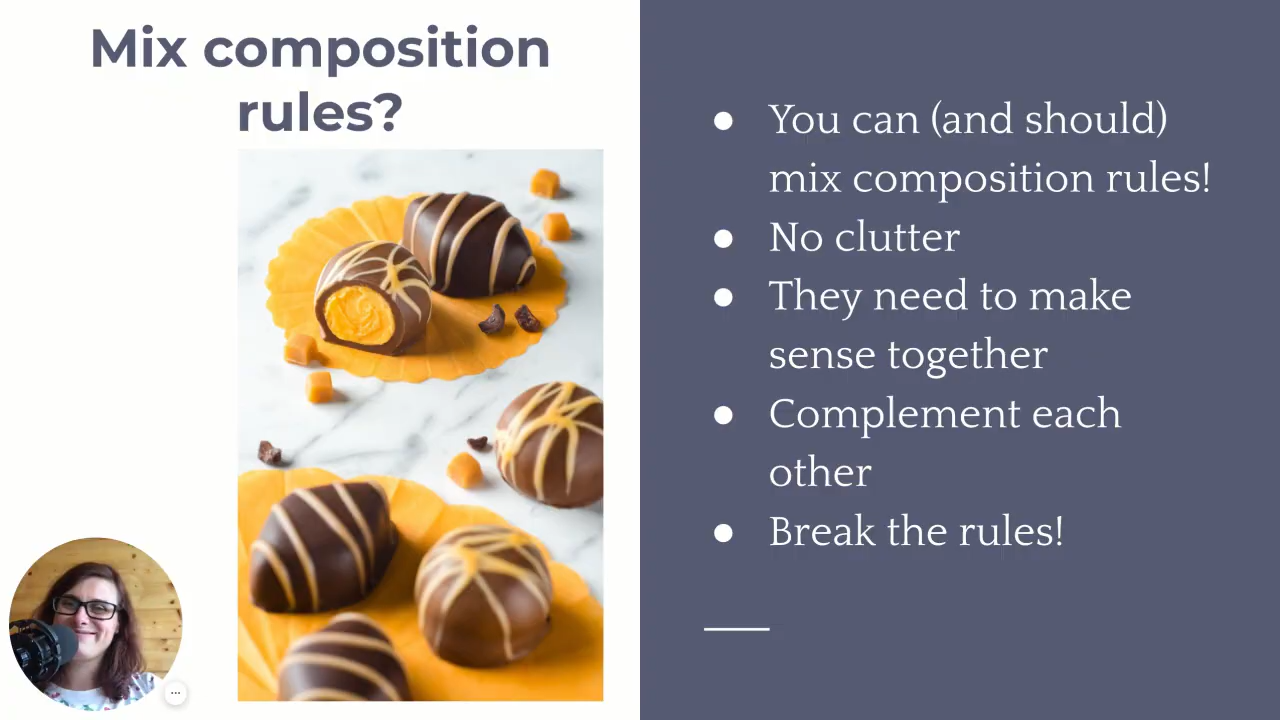 Mix composition
rules?
● You can (and should)
mix composition rules!
● No clutter
● They need to make
sense together
● Complement each
other
● Break the rules!